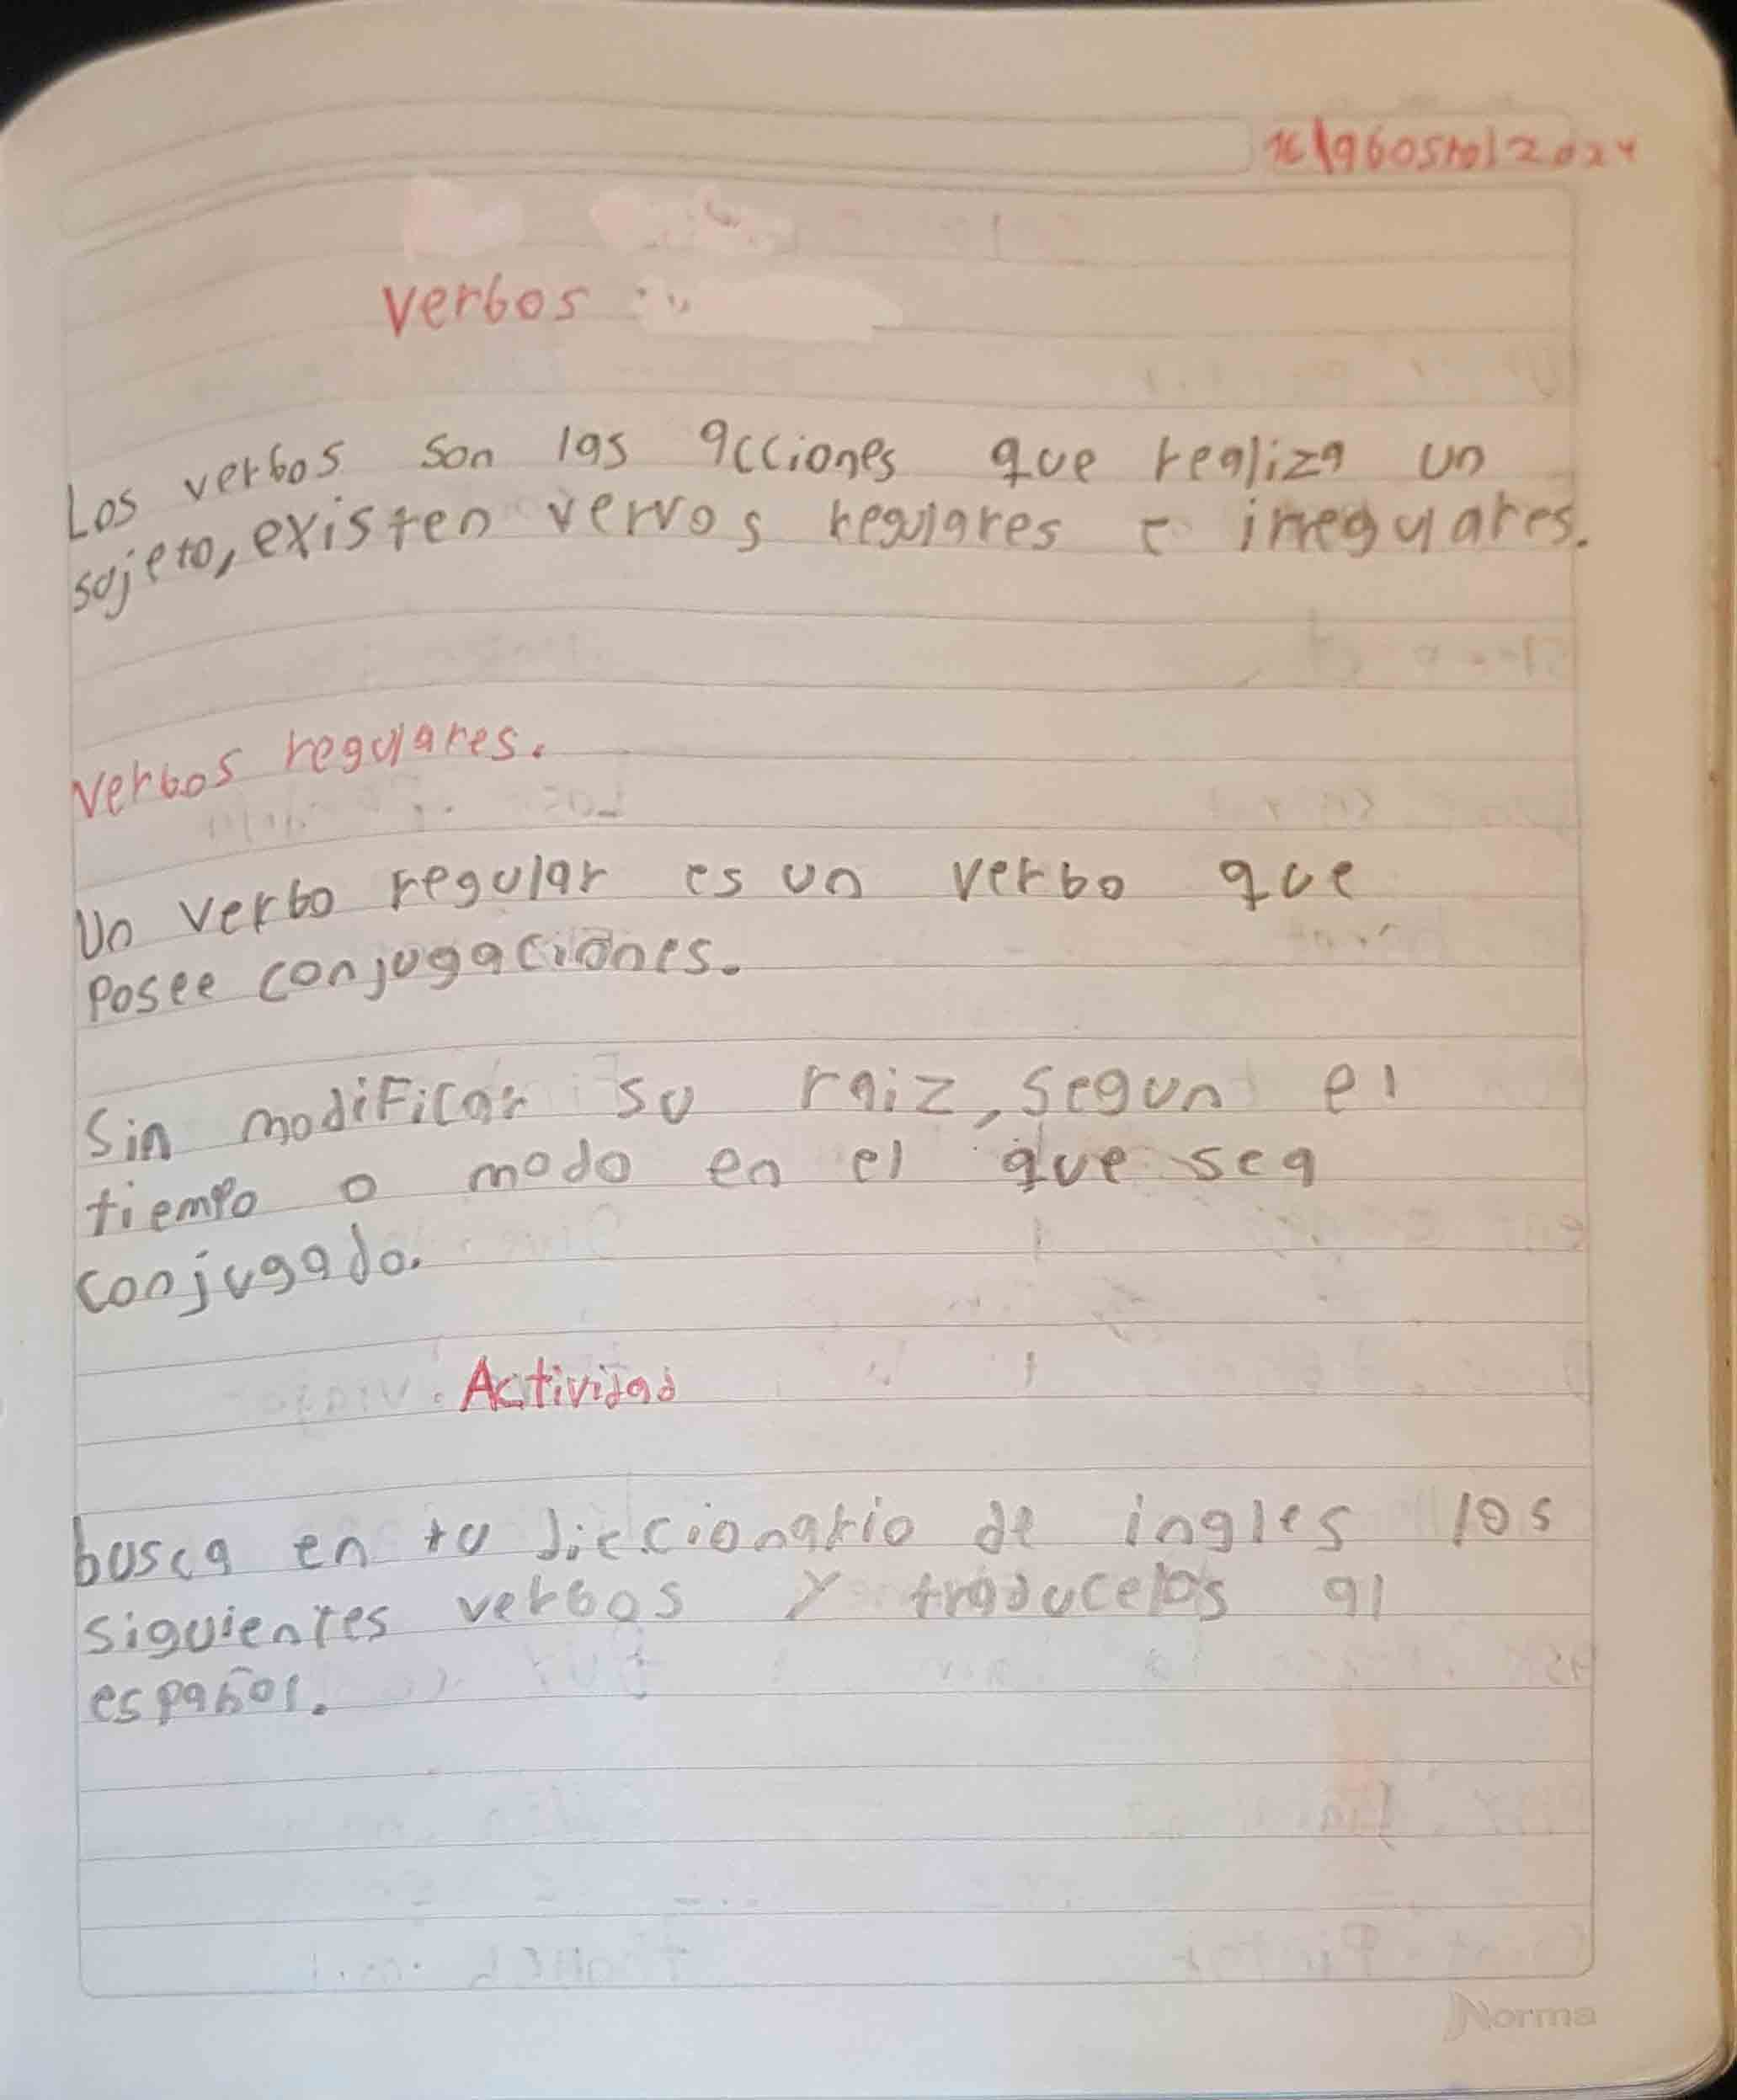 16/agosto/2024
verbos
Los verbos son las acciones que realiza un
sujeto, existen vervos regulares e irregulares.
verbos regulares.
Un verbo regular es un verbo que
posee conjugaciones.
Sin modificar su raiz, segun el
tiempo o modo en el que sea
conjugado.
Actividad
busca en tu diccionario de ingles los
siguientes verbos y traducelos al
español.
Norma